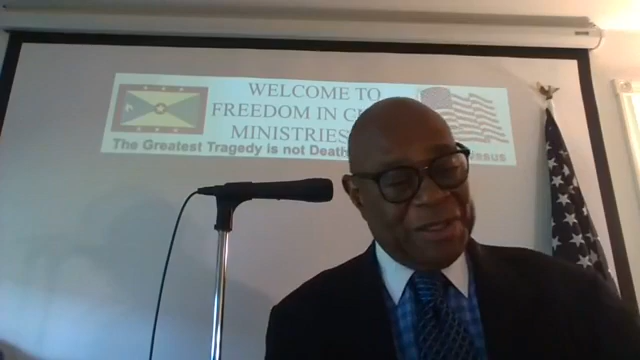 WELCOME TO
FREEDOM IN
MINISTRIES
The Greatest Tragedy is not Death